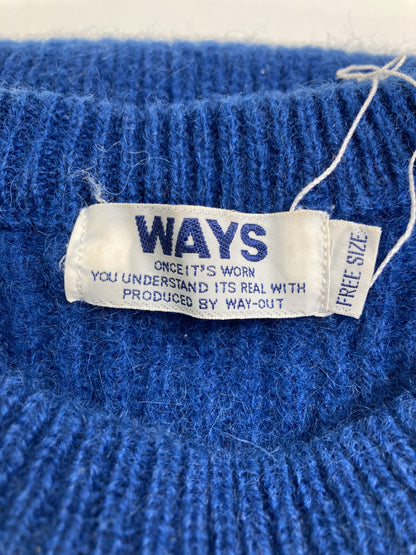 WAYS
ONCE IT'S WORN
YOU UNDERSTAND ITS REAL WITH
PRODUCED BY WAY-OUT
FREE SIZE